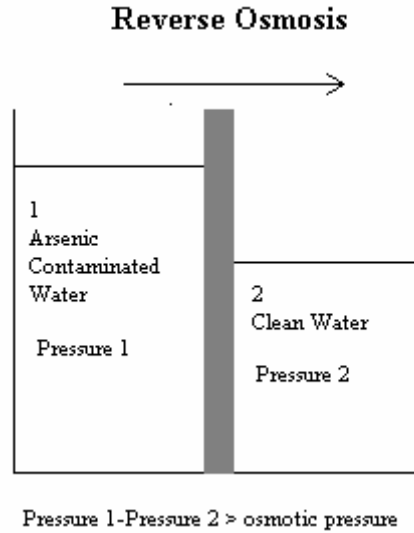 Reverse Osmosis
1
Arsenic
Contaminated
Water
Pressure 1
2
Clean Water
Pressure 2
Pressure 1-Pressure 2 > osmotic pressure